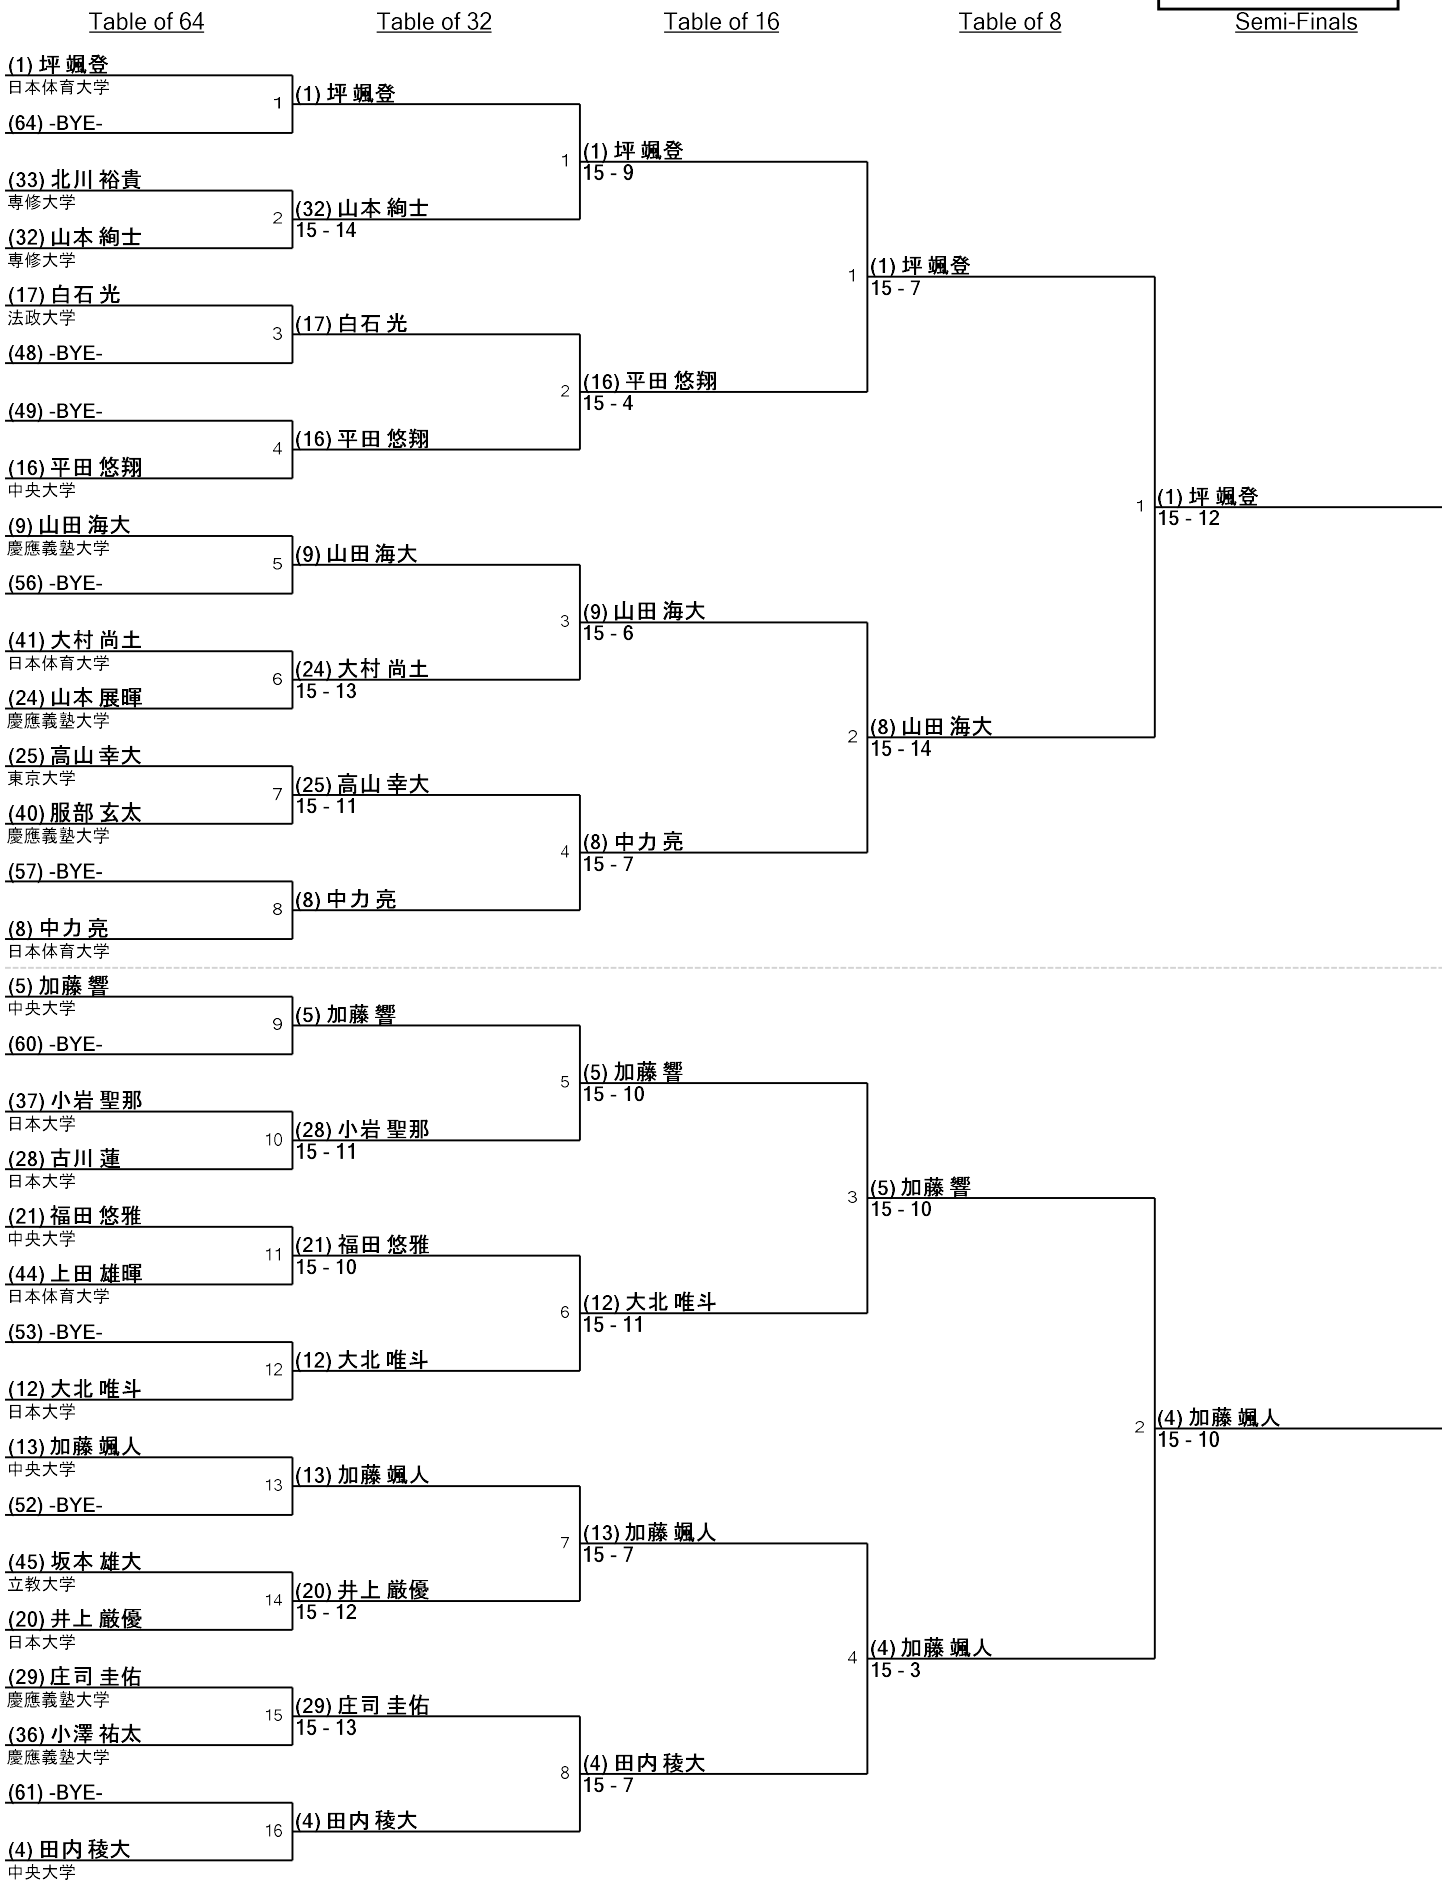 Table of 64
Table of 32
Table of 16
Table of 8
Semi-Finals
(1) 坪 颯登
日本体育大学
(64) -BYE-
(33) 北川 裕貴
専修大学
(32) 山本 絢士
専修大学
(17) 白石 光
法政大学
(48) -BYE-
(49) -BYE-
(16) 平田 悠翔
中央大学
(9) 山田 海大
慶應義塾大学
(56) -BYE-
(41) 大村 尚土
日本体育大学
(24) 山本 展暉
慶應義塾大学
(25) 高山 幸大
東京大学
(40) 服部 玄太
慶應義塾大学
(57) -BYE-
(8) 中力 亮
日本体育大学
(5) 加藤 響
中央大学
(60) -BYE-
(37) 小岩 聖那
日本大学
(28) 古川 蓮
日本大学
(21) 福田 悠雅
中央大学
(44) 上田 雄暉
日本体育大学
(53) -BYE-
(12) 大北 唯斗
日本大学
(13) 加藤 颯人
中央大学
(52) -BYE-
(45) 坂本 雄大
立教大学
(20) 井上 厳優
日本大学
(29) 庄司 圭佑
慶應義塾大学
(36) 小澤 祐太
慶應義塾大学
(61) -BYE-
(4) 田内 稜大
中央大学
1
(1) 坪 颯登
2
(32) 山本 絢士
15 - 14
3
(17) 白石 光
4
(16) 平田 悠翔
5
(9) 山田 海大
6
(24) 大村 尚土
15 - 13
7
(25) 高山 幸大
15 - 11
8
(8) 中力 亮
9
(5) 加藤 響
10
(28) 小岩 聖那
15 - 11
11
(21) 福田 悠雅
15 - 10
12
(12) 大北 唯斗
13
(13) 加藤 颯人
14
(20) 井上 厳優
15 - 12
15
(29) 庄司 圭佑
15 - 13
16
(4) 田内 稜大
1
(1) 坪 颯登
15 - 9
2
(16) 平田 悠翔
15 - 4
3
(9) 山田 海大
15 - 6
4
(8) 中力 亮
15 - 7
5
(5) 加藤 響
15 - 10
6
(12) 大北 唯斗
15 - 11
7
(13) 加藤 颯人
15 - 7
8
(4) 田内 稜大
15 - 7
1
(1) 坪 颯登
15 - 7
2
(8) 山田 海大
15 - 14
3
(5) 加藤 響
15 - 10
4
(4) 加藤 颯人
15 - 3
1
(1) 坪 颯登
15 - 12
2
(4) 加藤 颯人
15 - 10